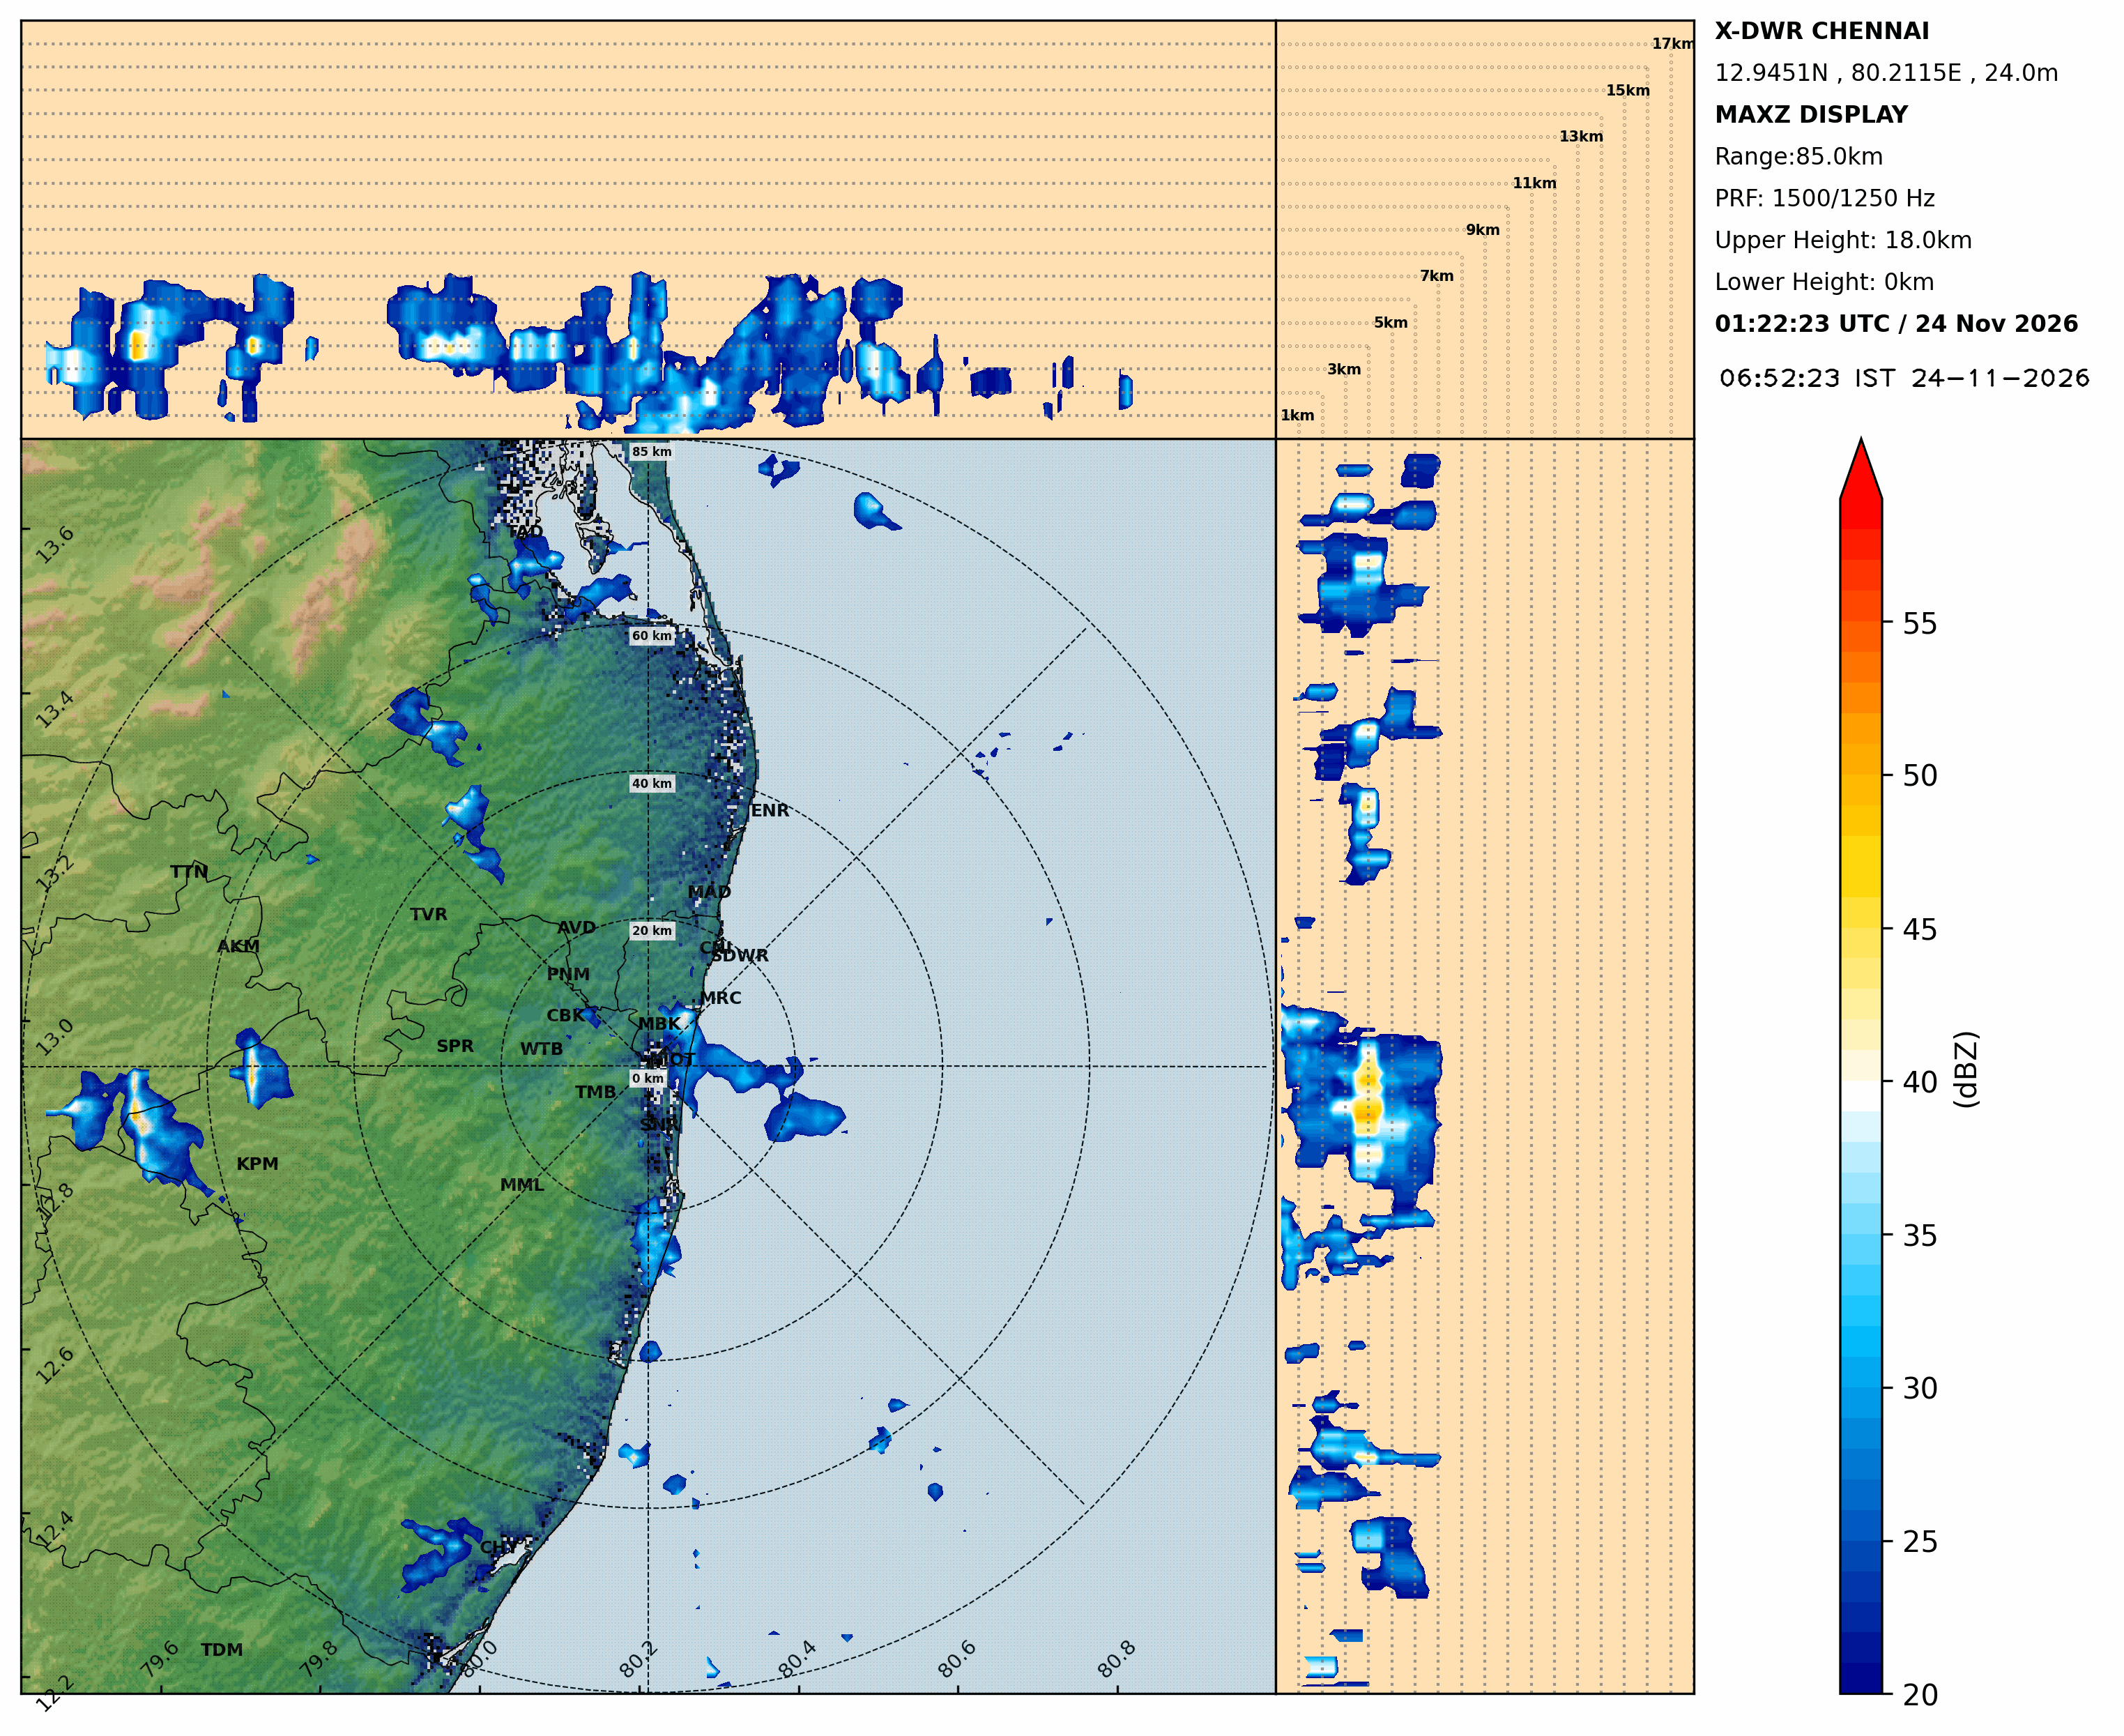 X-DWR CHENNAI
12.9451N , 80.2115E , 24.0m
MAXZ DISPLAY
Range:85.0km
PRF: 1500/1250 Hz
Upper Height: 18.0km
Lower Height: 0km
01:22:23 UTC / 24 Nov 2026
06:52:23 IST 24-11-2026
17km
15km
13km
11km
9km
7km
5km
3km
1km
85 km
TAD
13.6
60 km
13.4
40 km
ENR
13.2
TTN
MAD
TVR
AVD
20 km
AKM
SDWR
PNM
MRC
CBK
MBK
13.0
SPR
WTB
0 km
TMB
SNR
KPM
MML
12.8
12.6
12.4
CHY
TDM
12.2
79.6
79.8
80.0
80.2
80.4
80.6
80.8
55
50
45
40
35
30
25
20
(dBZ)